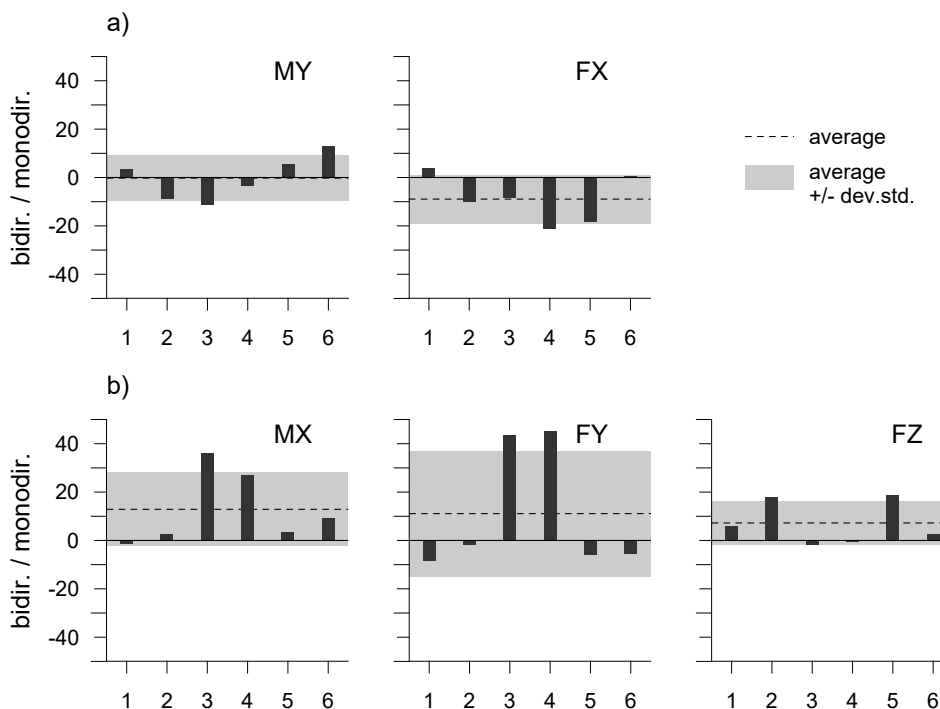 a)
MY
FX
bidir. / monodir.
40
20
0
-20
-40
1 2 3 4 5 6
1 2 3 4 5 6
average
average
+/- dev.std.
b)
MX
FY
FZ
bidir. / monodir.
40
20
0
-20
-40
1 2 3 4 5 6
1 2 3 4 5 6
1 2 3 4 5 6